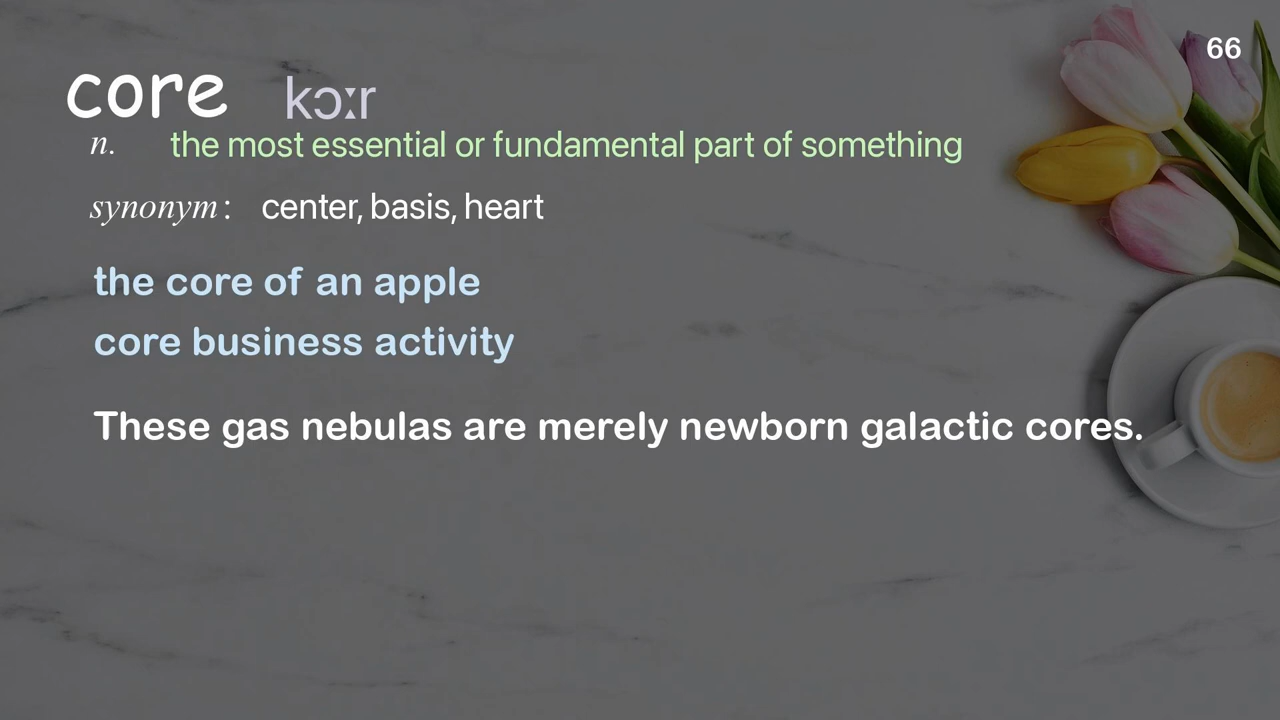 66
core kɔːr
n. the most essential or fundamental part of something
synonym: center, basis, heart
the core of an apple
core business activity
These gas nebulas are merely newborn galactic cores.